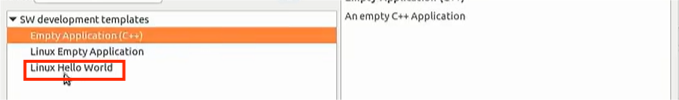 SW development templates
Empty Application (C++)
Linux Empty Application
Linux Hello World
An empty C++ Application